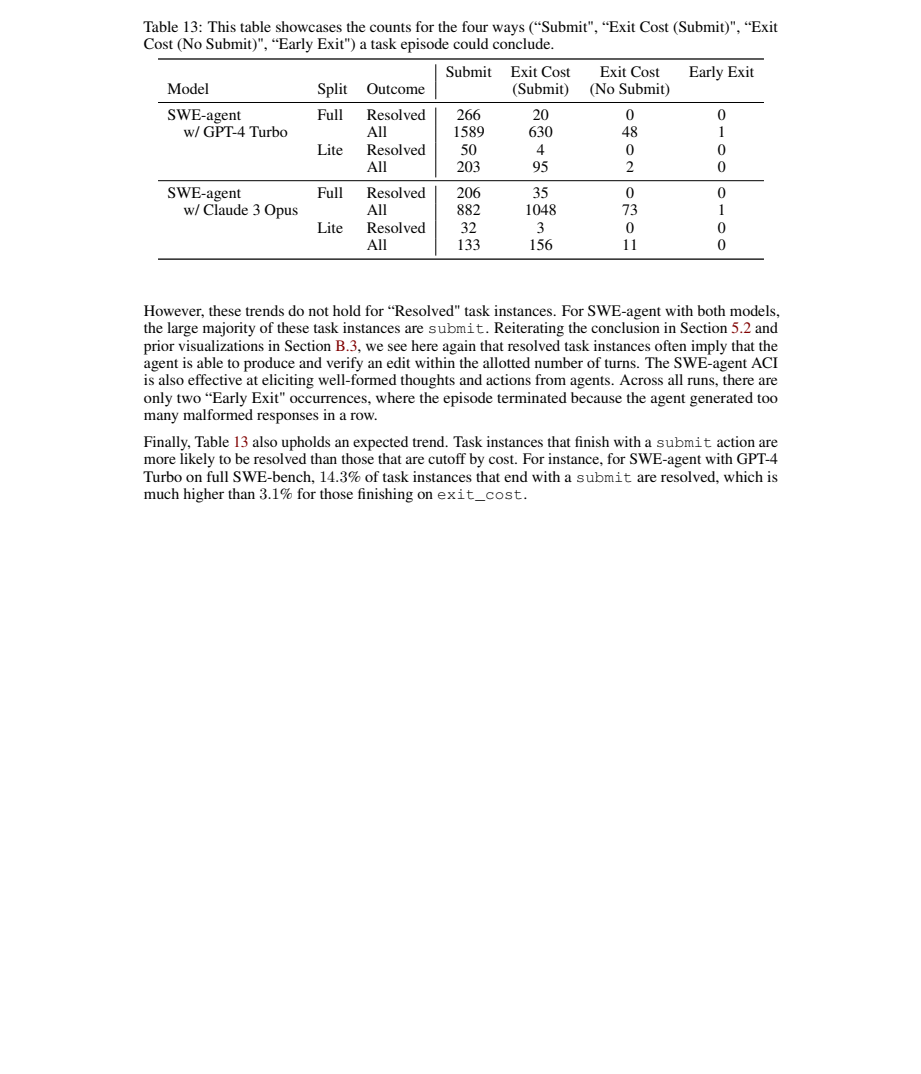 Table 13: This table showcases the counts for the four ways (“Submit", “Exit Cost (Submit)", “Exit
Cost (No Submit)", “Early Exit") a task episode could conclude.
Submit Exit Cost Exit Cost Early Exit
Model Split Outcome (Submit) (No Submit)
SWE-agent Full Resolved 266 20 0 0
w/ GPT-4 Turbo All 1589 630 48 1
Lite Resolved 50 4 0 0
All 203 95 2 0
SWE-agent Full Resolved 206 35 0 0
w/ Claude 3 Opus All 882 1048 73 1
Lite Resolved 32 3 0 0
All 133 156 11 0
However, these trends do not hold for “Resolved" task instances. For SWE-agent with both models,
the large majority of these task instances are submit. Reiterating the conclusion in Section 5.2 and
prior visualizations in Section B.3, we see here again that resolved task instances often imply that the
agent is able to produce and verify an edit within the allotted number of turns. The SWE-agent ACI
is also effective at eliciting well-formed thoughts and actions from agents. Across all runs, there are
only two “Early Exit" occurrences, where the episode terminated because the agent generated too
many malformed responses in a row.
Finally, Table 13 also upholds an expected trend. Task instances that finish with a submit action are
more likely to be resolved than those that are cutoff by cost. For instance, for SWE-agent with GPT-4
Turbo on full SWE-bench, 14.3% of task instances that end with a submit are resolved, which is
much higher than 3.1% for those finishing on exit_cost.